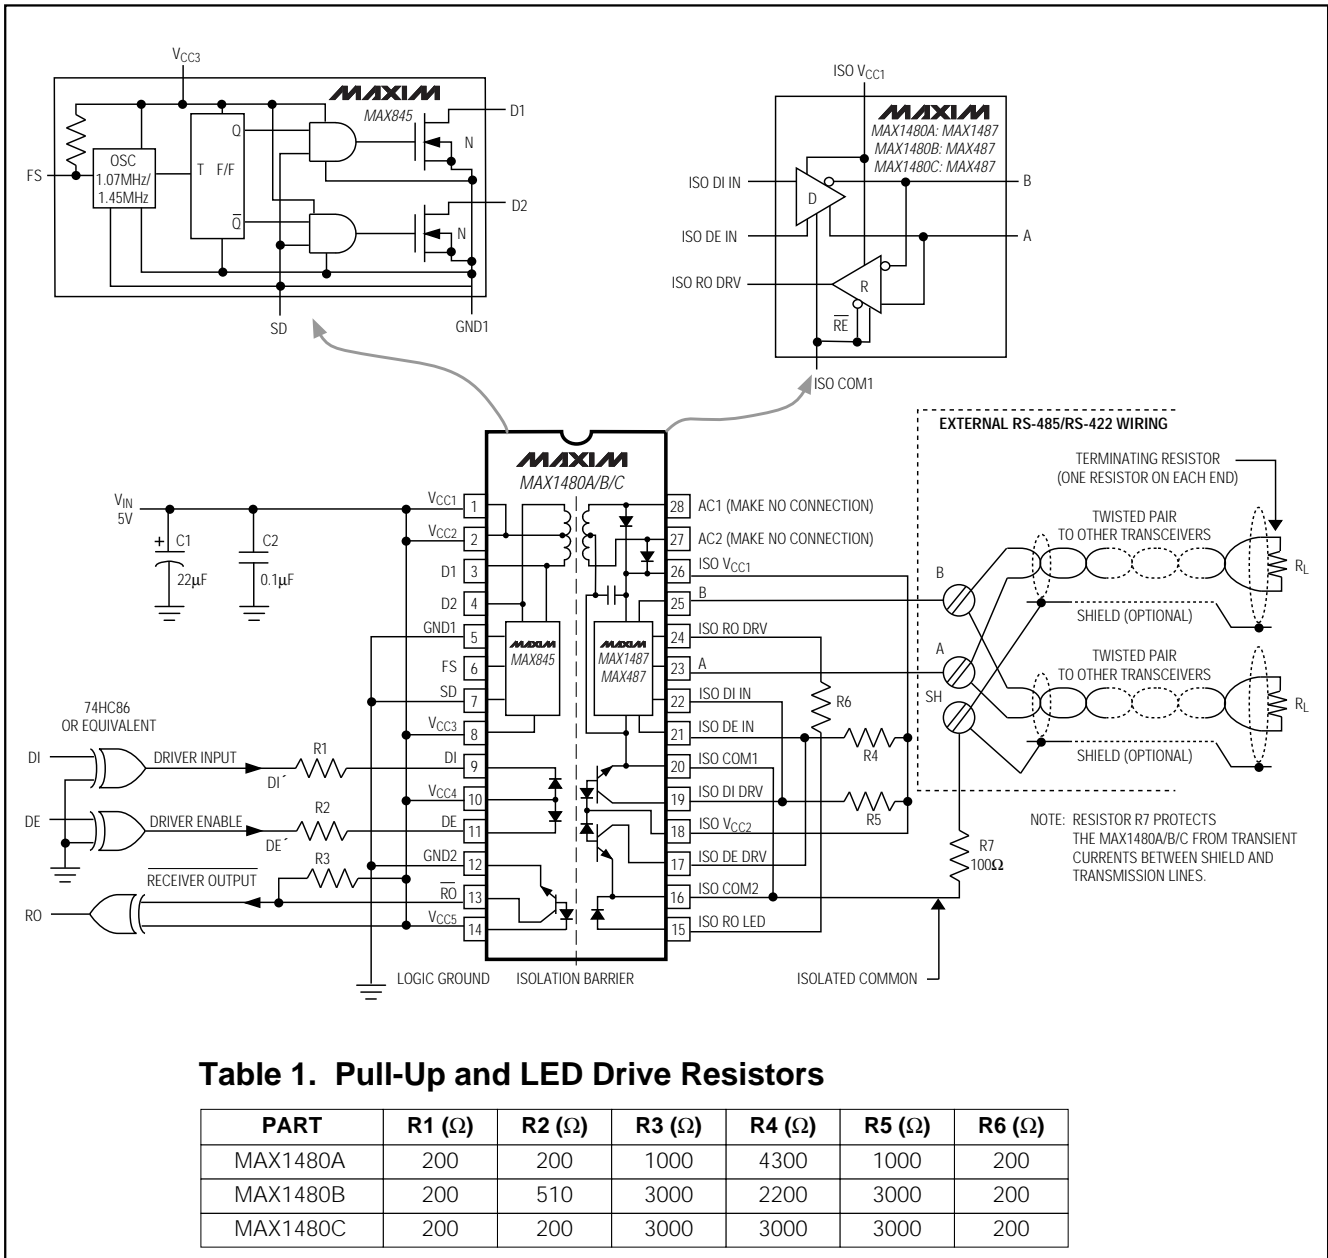 VCC3
MAXIM
MAX845
D1
Q
N
OSC
1.07MHz/
1.45MHz
FS
T F/F
D2
Q̅
N
SD
GND1
ISO VCC1
MAXIM
MAX1480A: MAX1487
MAX1480B: MAX487
MAX1480C: MAX487
ISO DI IN
B
D
ISO DE IN
A
ISO RO DRV
R
R̅E̅
ISO COM1
EXTERNAL RS-485/RS-422 WIRING
TERMINATING RESISTOR
(ONE RESISTOR ON EACH END)
TWISTED PAIR
TO OTHER TRANSCEIVERS
B
RL
SHIELD (OPTIONAL)
A
TWISTED PAIR
TO OTHER TRANSCEIVERS
SH
RL
SHIELD (OPTIONAL)
MAXIM
MAX1480A/B/C
VIN
5V
+ C1
22µF
C2
0.1µF
VCC1 1
VCC2 2
D1 3
D2 4
GND1 5
FS 6
SD 7
VCC3 8
DI 9
VCC4 10
DE 11
GND2 12
R̅O̅ 13
VCC5 14
MAXIM
MAX845
MAXIM
MAX1487
MAX487
28 AC1 (MAKE NO CONNECTION)
27 AC2 (MAKE NO CONNECTION)
26 ISO VCC1
25 B
24 ISO RO DRV
23 A
22 ISO DI IN
21 ISO DE IN
20 ISO COM1
19 ISO DI DRV
18 ISO VCC2
17 ISO DE DRV
16 ISO COM2
15 ISO RO LED
R6
R4
R5
R7
100Ω
74HC86
OR EQUIVALENT
DI
DRIVER INPUT
DI´
R1
DE
DRIVER ENABLE
DE´
R2
R3
R̅E̅C̅E̅I̅V̅E̅R̅ O̅U̅T̅P̅U̅T̅
RO
NOTE: RESISTOR R7 PROTECTS
THE MAX1480A/B/C FROM TRANSIENT
CURRENTS BETWEEN SHIELD AND
TRANSMISSION LINES.
LOGIC GROUND
ISOLATION BARRIER
ISOLATED COMMON
Table 1. Pull-Up and LED Drive Resistors
PART R1 (Ω) R2 (Ω) R3 (Ω) R4 (Ω) R5 (Ω) R6 (Ω)
MAX1480A 200 200 1000 4300 1000 200
MAX1480B 200 510 3000 2200 3000 200
MAX1480C 200 200 3000 3000 3000 200